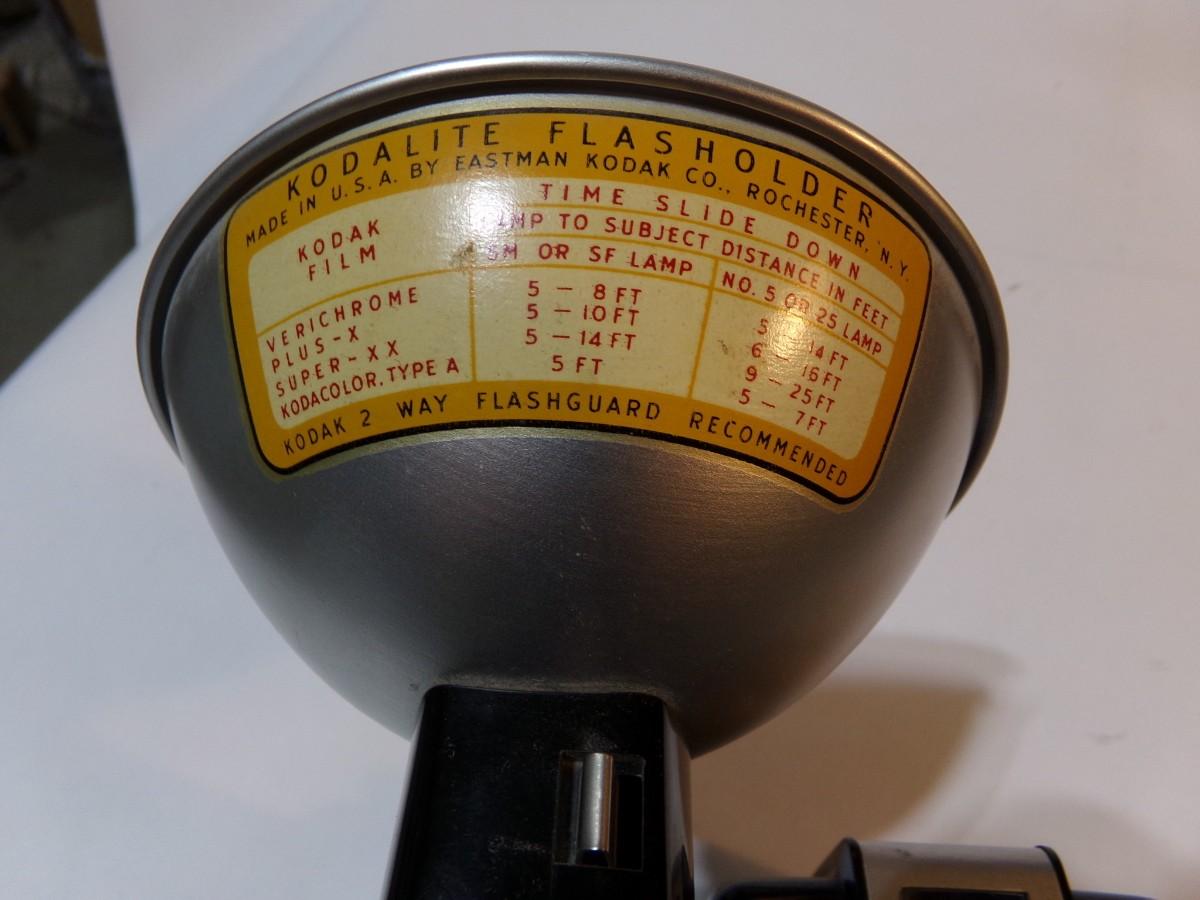 KODALITE FLASHOLDER
MADE IN U.S.A. BY EASTMAN KODAK CO., ROCHESTER, N.Y.
KODAK FILM
TIME SLIDE DOWN
LAMP TO SUBJECT DISTANCE IN FEET
SM OR SF LAMP
NO. 5 OR 25 LAMP
VERICHROME 5 - 8 FT 5 - 14 FT
PLUS-X 5 - 10 FT 6 - 16 FT
SUPER-XX 5 - 14 FT 9 - 25 FT
KODACOLOR, TYPE A 5 FT 5 - 7 FT
KODAK 2 WAY FLASHGUARD RECOMMENDED